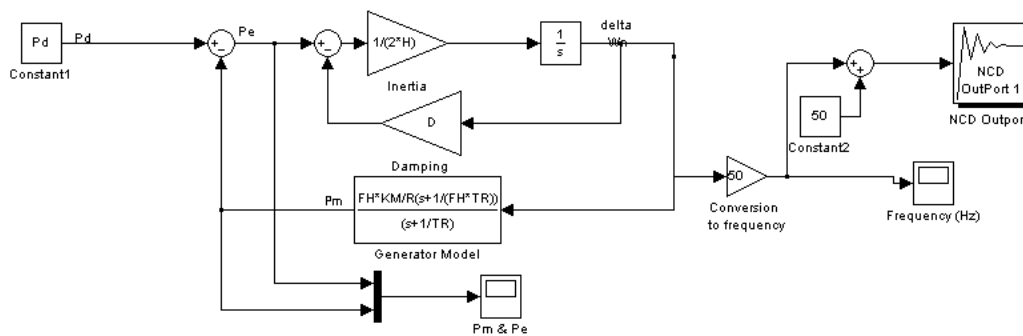 Pd
Pd
Constant1
Pe
1/(2*H)
Inertia
1
s
delta
Wn
D
Damping
FH*KM/R(s+1/(FH*TR))
(s+1/TR)
Generator Model
Pm
Pm & Pe
50
Conversion
to frequency
50
Constant2
NCD
OutPort 1
NCD Outport
Frequency (Hz)